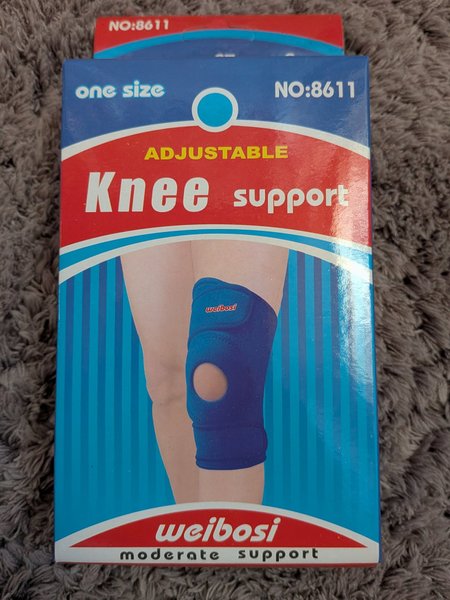 NO:8611
one size
NO:8611
ADJUSTABLE
Knee support
weibosi
weibosi
moderate support